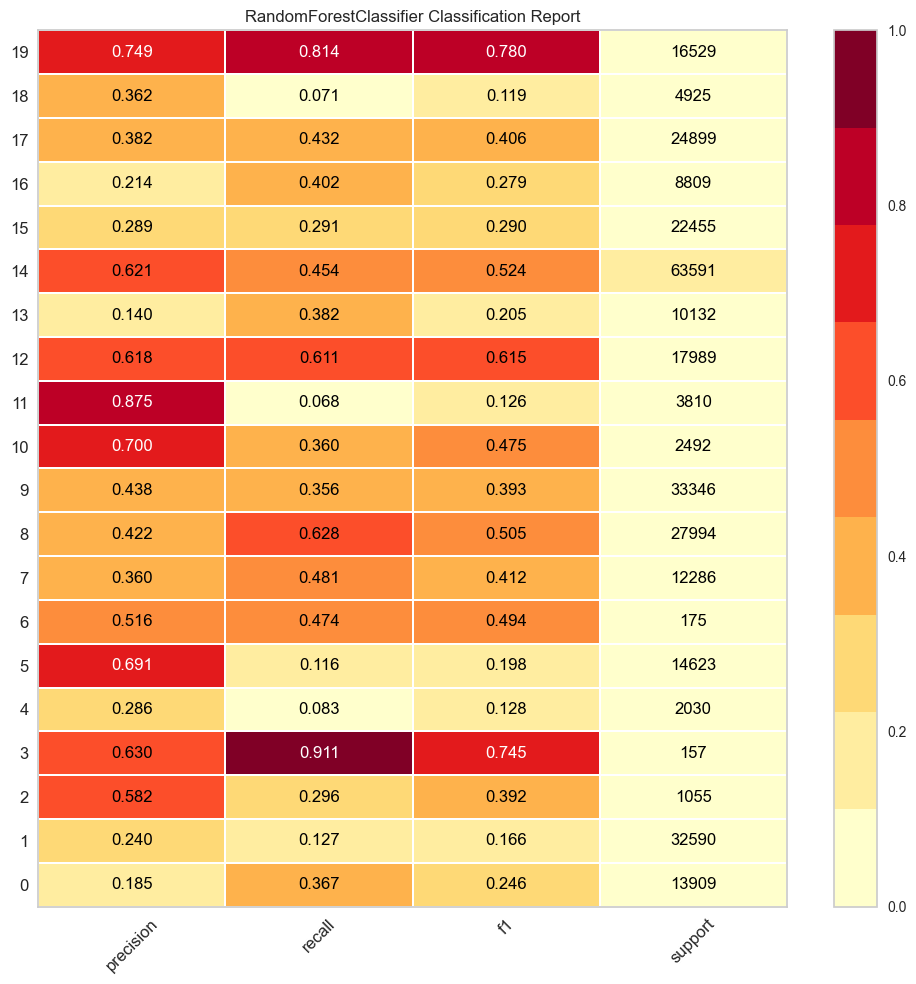 RandomForestClassifier Classification Report
19 0.749 0.814 0.780 16529
18 0.362 0.071 0.119 4925
17 0.382 0.432 0.406 24899
16 0.214 0.402 0.279 8809
15 0.289 0.291 0.290 22455
14 0.621 0.454 0.524 63591
13 0.140 0.382 0.205 10132
12 0.618 0.611 0.615 17989
11 0.875 0.068 0.126 3810
10 0.700 0.360 0.475 2492
9 0.438 0.356 0.393 33346
8 0.422 0.628 0.505 27994
7 0.360 0.481 0.412 12286
6 0.516 0.474 0.494 175
5 0.691 0.116 0.198 14623
4 0.286 0.083 0.128 2030
3 0.630 0.911 0.745 157
2 0.582 0.296 0.392 1055
1 0.240 0.127 0.166 32590
0 0.185 0.367 0.246 13909
precision recall f1 support
1.0
0.8
0.6
0.4
0.2
0.0